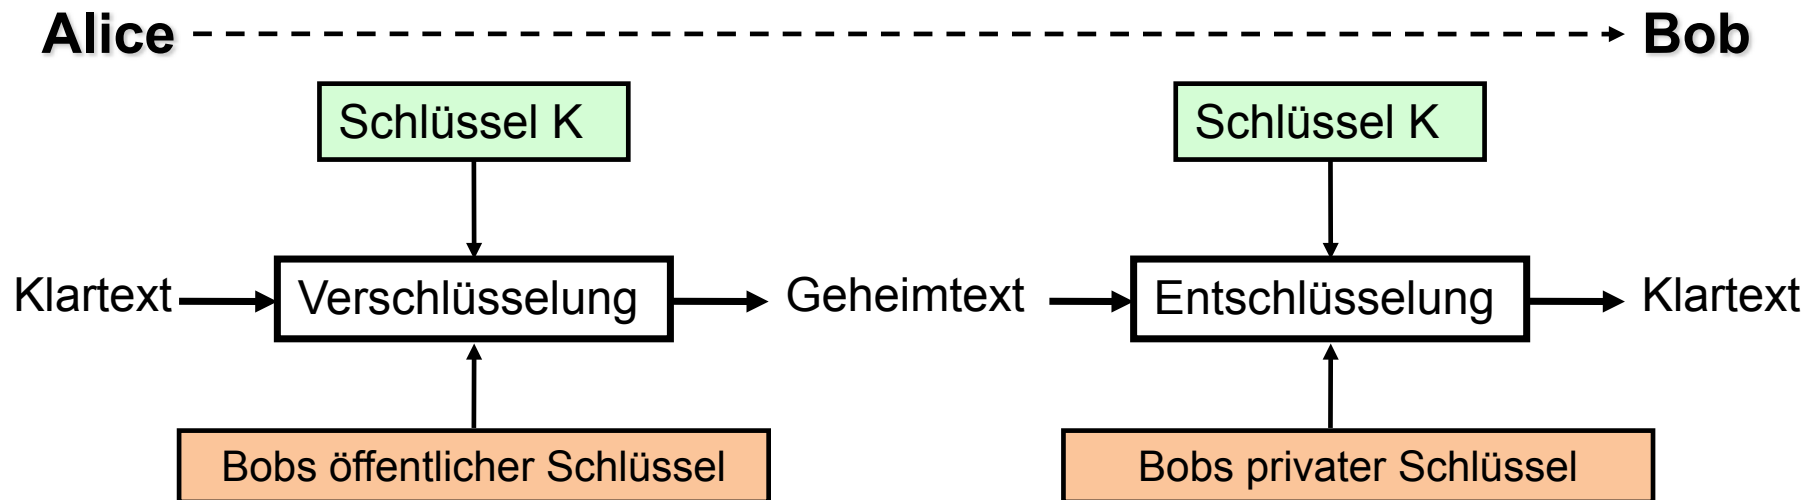 Alice Bob
Schlüssel K Schlüssel K
Klartext Verschlüsselung Geheimtext Entschlüsselung Klartext
Bobs öffentlicher Schlüssel Bobs privater Schlüssel